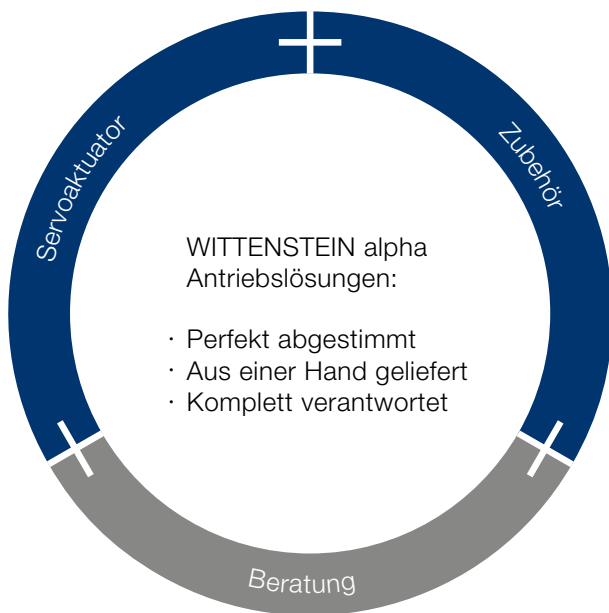 Servoaktuator
Zubehör
WITTENSTEIN alpha
Antriebslösungen:
· Perfekt abgestimmt
· Aus einer Hand geliefert
· Komplett verantwortet
Beratung